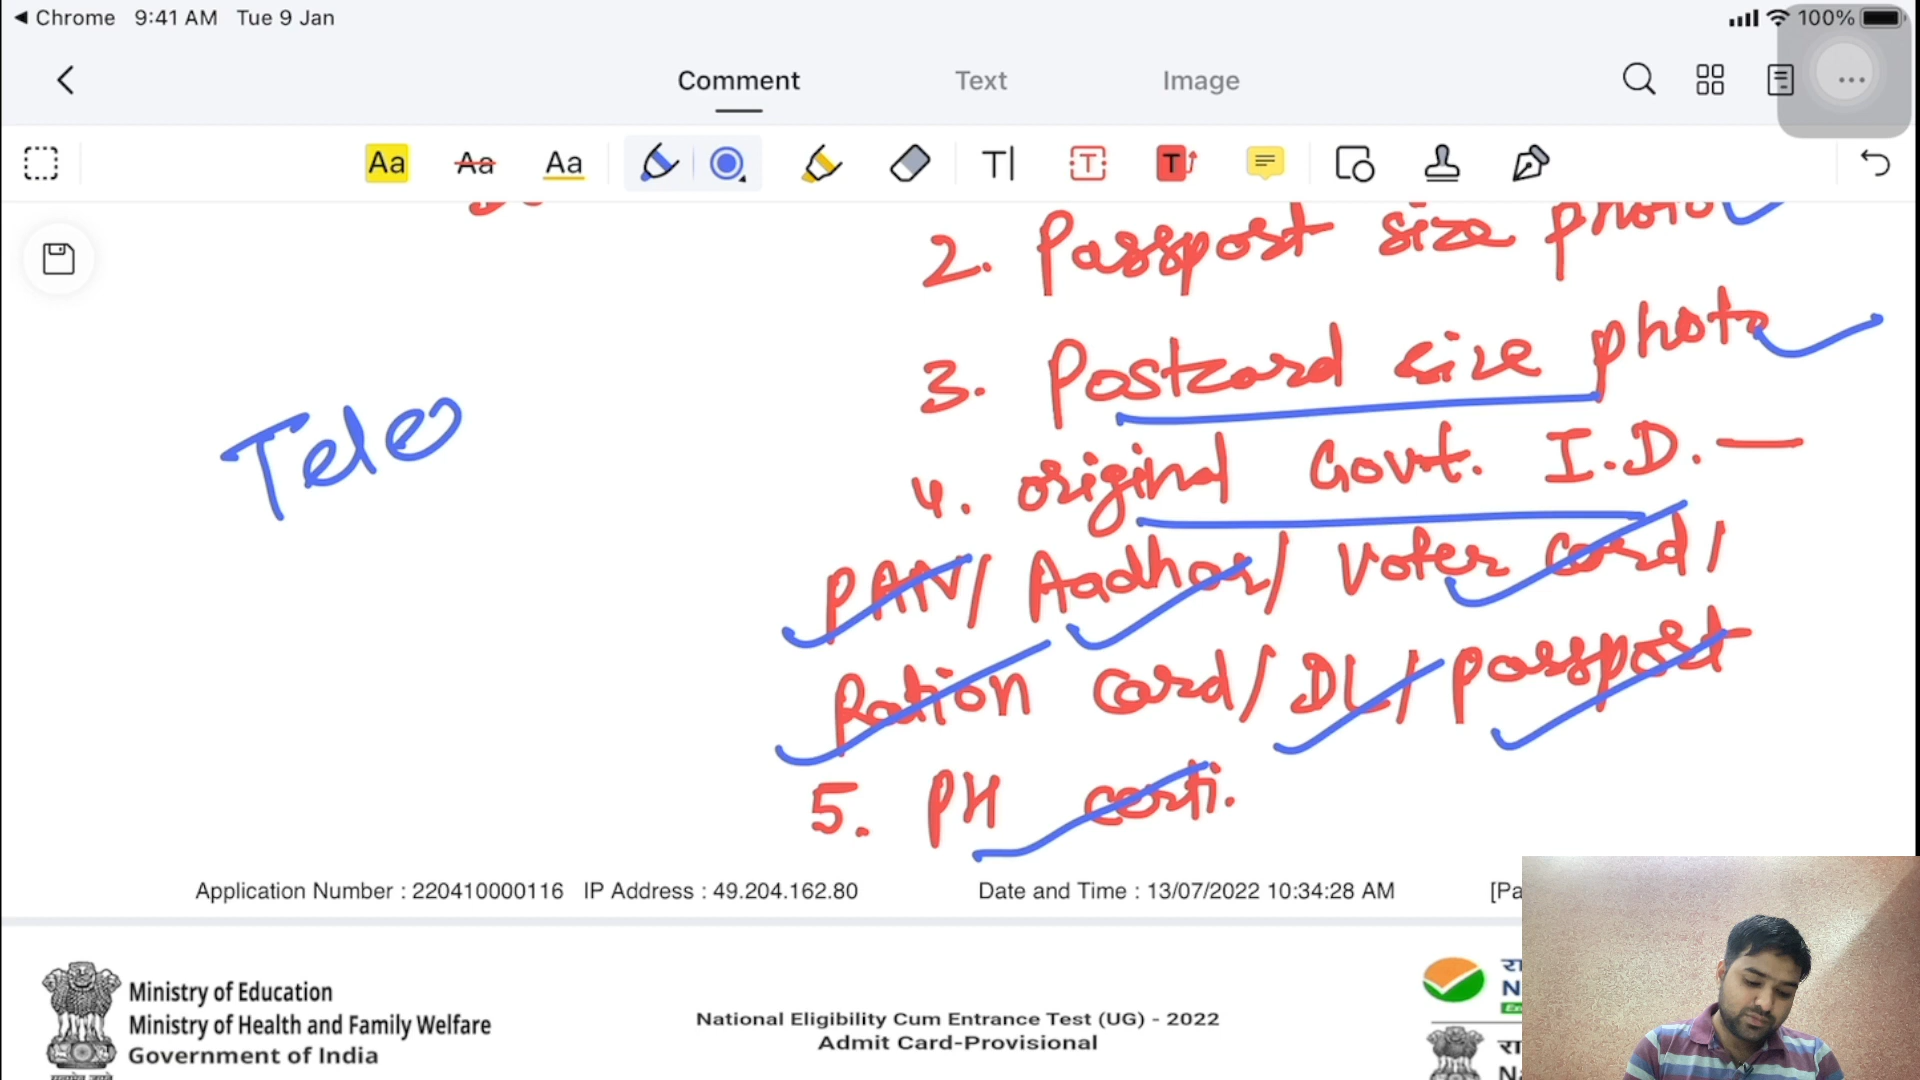 Chrome 9:41 AM Tue 9 Jan
100%
Comment Text Image
Aa Aa Aa T T T
2. Passport size photo
3. Postcard size photo
Tele
4. original Govt. I.D. —
PAN/ Aadhar/ Voter card/
Ration card/ DL/ Passport
5. PH certi.
Application Number : 220410000116 IP Address : 49.204.162.80 Date and Time : 13/07/2022 10:34:28 AM [Pa
Ministry of Education
Ministry of Health and Family Welfare
Government of India
National Eligibility Cum Entrance Test (UG) - 2022
Admit Card-Provisional